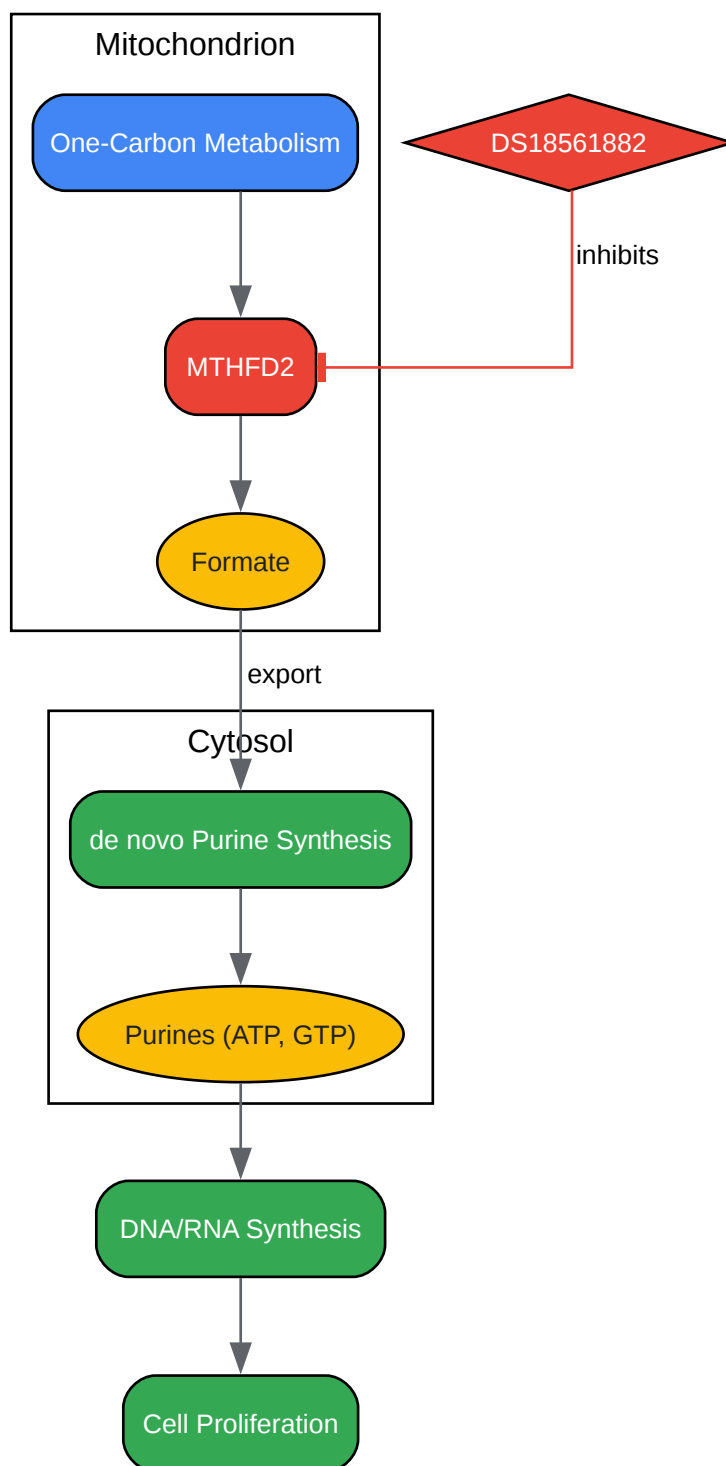 Mitochondrion
One-Carbon Metabolism
DS18561882
inhibits
MTHFD2
Formate
export
Cytosol
de novo Purine Synthesis
Purines (ATP, GTP)
DNA/RNA Synthesis
Cell Proliferation